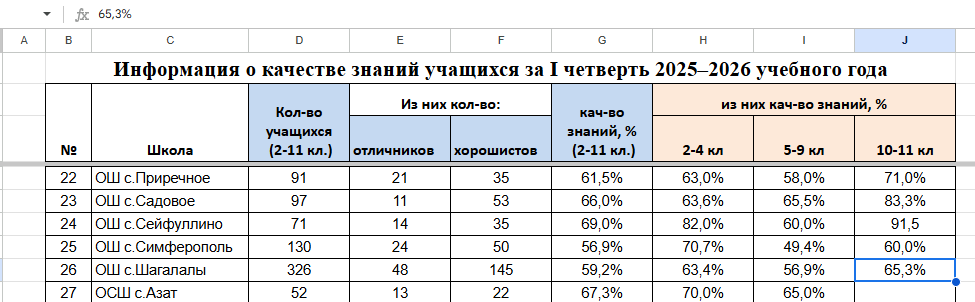 fx 65,3%
A B C D E F G H I J
Информация о качестве знаний учащихся за I четверть 2025–2026 учебного года
№ Школа Кол-во учащихся (2-11 кл.) Из них кол-во: кач-во знаний, % (2-11 кл.) из них кач-во знаний, %
отличников хорошистов 2-4 кл 5-9 кл 10-11 кл
22 ОШ с.Приречное 91 21 35 61,5% 63,0% 58,0% 71,0%
23 ОШ с.Садовое 97 11 53 66,0% 63,6% 65,5% 83,3%
24 ОШ с.Сейфуллино 71 14 35 69,0% 82,0% 60,0% 91,5
25 ОШ с.Симферополь 130 24 50 56,9% 70,7% 49,4% 60,0%
26 ОШ с.Шагалалы 326 48 145 59,2% 63,4% 56,9% 65,3%
27 ОСШ с.Азат 52 13 22 67,3% 70,0% 65,0%